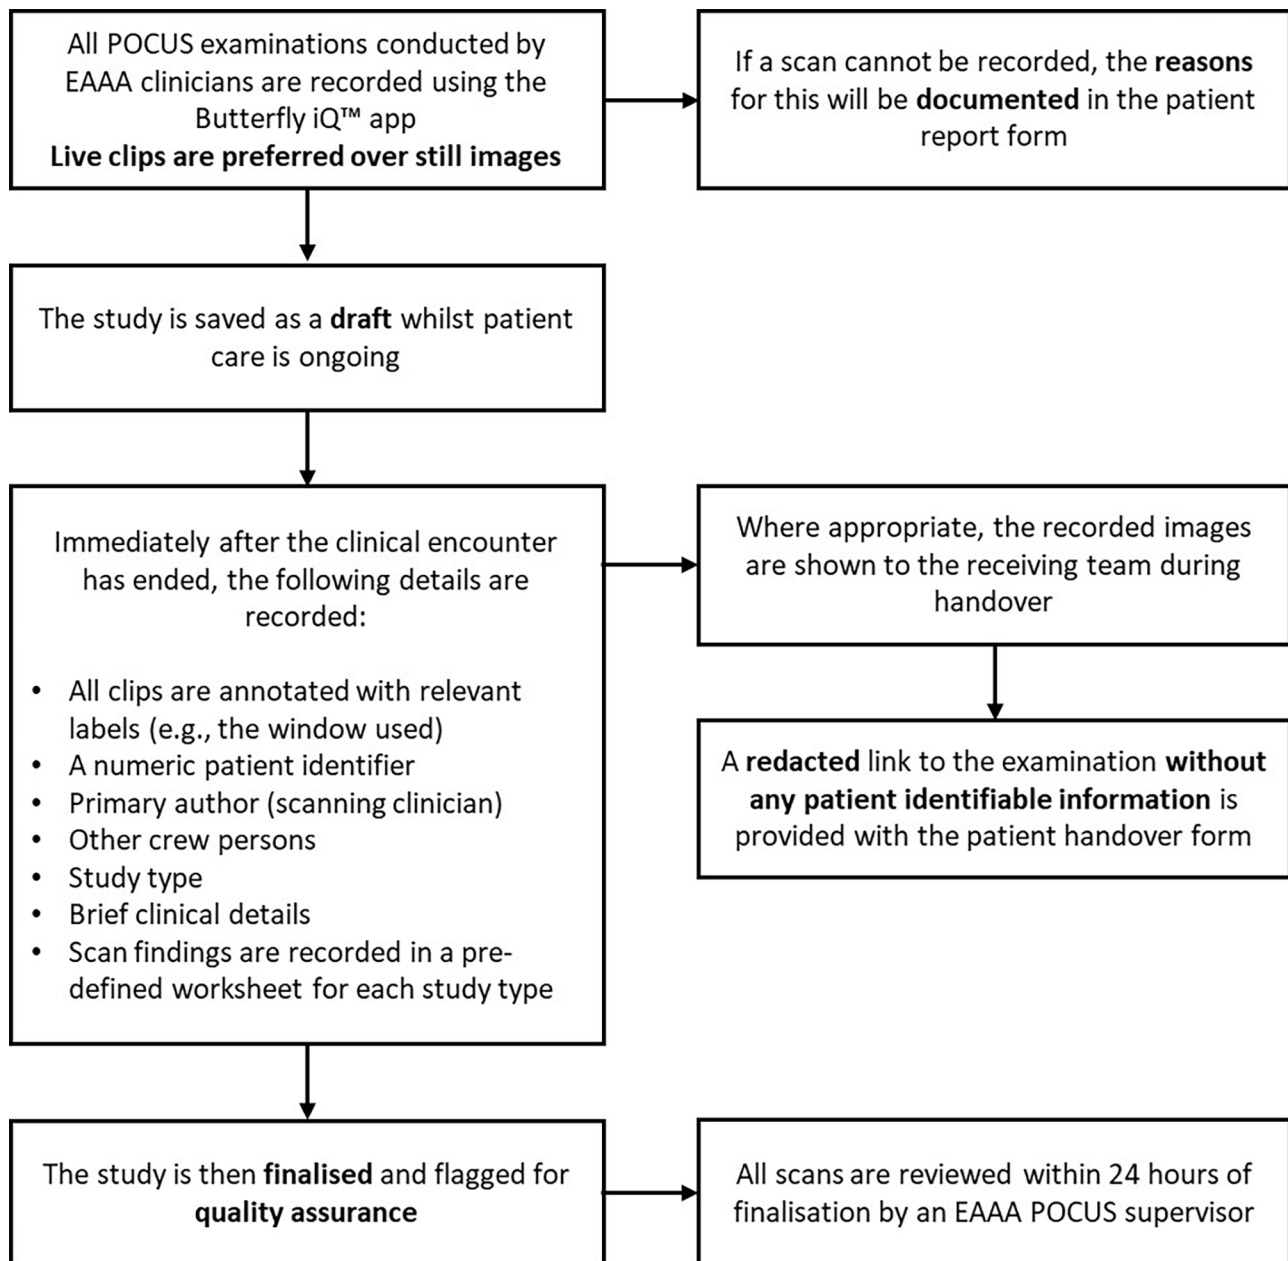 All POCUS examinations conducted by
EAAA clinicians are recorded using the
Butterfly iQ™ app
Live clips are preferred over still images
If a scan cannot be recorded, the reasons
for this will be documented in the patient
report form
The study is saved as a draft whilst patient
care is ongoing
Immediately after the clinical encounter
has ended, the following details are
recorded:
• All clips are annotated with relevant
labels (e.g., the window used)
• A numeric patient identifier
• Primary author (scanning clinician)
• Other crew persons
• Study type
• Brief clinical details
• Scan findings are recorded in a pre-
defined worksheet for each study type
Where appropriate, the recorded images
are shown to the receiving team during
handover
A redacted link to the examination without
any patient identifiable information is
provided with the patient handover form
The study is then finalised and flagged for
quality assurance
All scans are reviewed within 24 hours of
finalisation by an EAAA POCUS supervisor